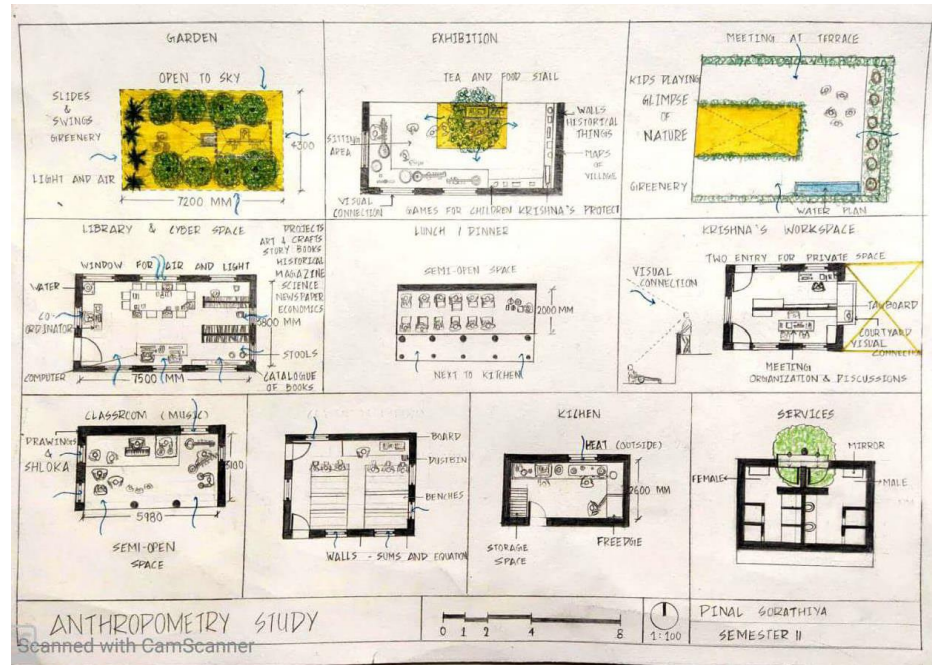 GARDEN
OPEN TO SKY
SLIDES
&
SWINGS
GREENERY
LIGHT AND AIR
4300
7200 MM
EXHIBITION
TEA AND FOOD STALL
SITTING
AREA
WALLS
HISTORICAL
THINGS
MAPS
OF
VILLAGE
VISUAL
CONNECTION
GAMES FOR CHILDREN
KRISHNA'S PROTECT
MEETING AT TERRACE
KIDS PLAYING
GLIMPSE
OF
NATURE
GREENERY
WATER PLAN
LIBRARY & CYBER SPACE
WINDOW FOR AIR AND LIGHT
PROJECTS
ART & CRAFTS
STORY BOOKS
HISTORICAL
MAGAZINE
SCIENCE
NEWSPAPER
ECONOMICS
WATER
CO-
ORDINATOR
COMPUTER
7500 MM
STOOLS
CATALOGUE
OF BOOKS
LUNCH / DINNER
SEMI-OPEN SPACE
2000 MM
NEXT TO KITCHEN
KRISHNA'S WORKSPACE
TWO ENTRY FOR PRIVATE SPACE
VISUAL
CONNECTION
COURTYARD
VISUAL
CONNECTION
MEETING
ORGANIZATION & DISCUSSIONS
CLASSROOM (MUSIC)
DRAWINGS
&
SHLOKA
5980
SEMI-OPEN
SPACE
BOARD
DUSTBIN
BENCHES
WALLS - SUMS AND EQUATION
KICHEN
HEAT (OUTSIDE)
2600 MM
STORAGE
SPACE
FREEDGE
SERVICES
MIRROR
FEMALE
MALE
ANTHROPOMETRY STUDY
0 1 2 4 8
1:100
PINAL SORATHIYA
SEMESTER II
Scanned with CamScanner